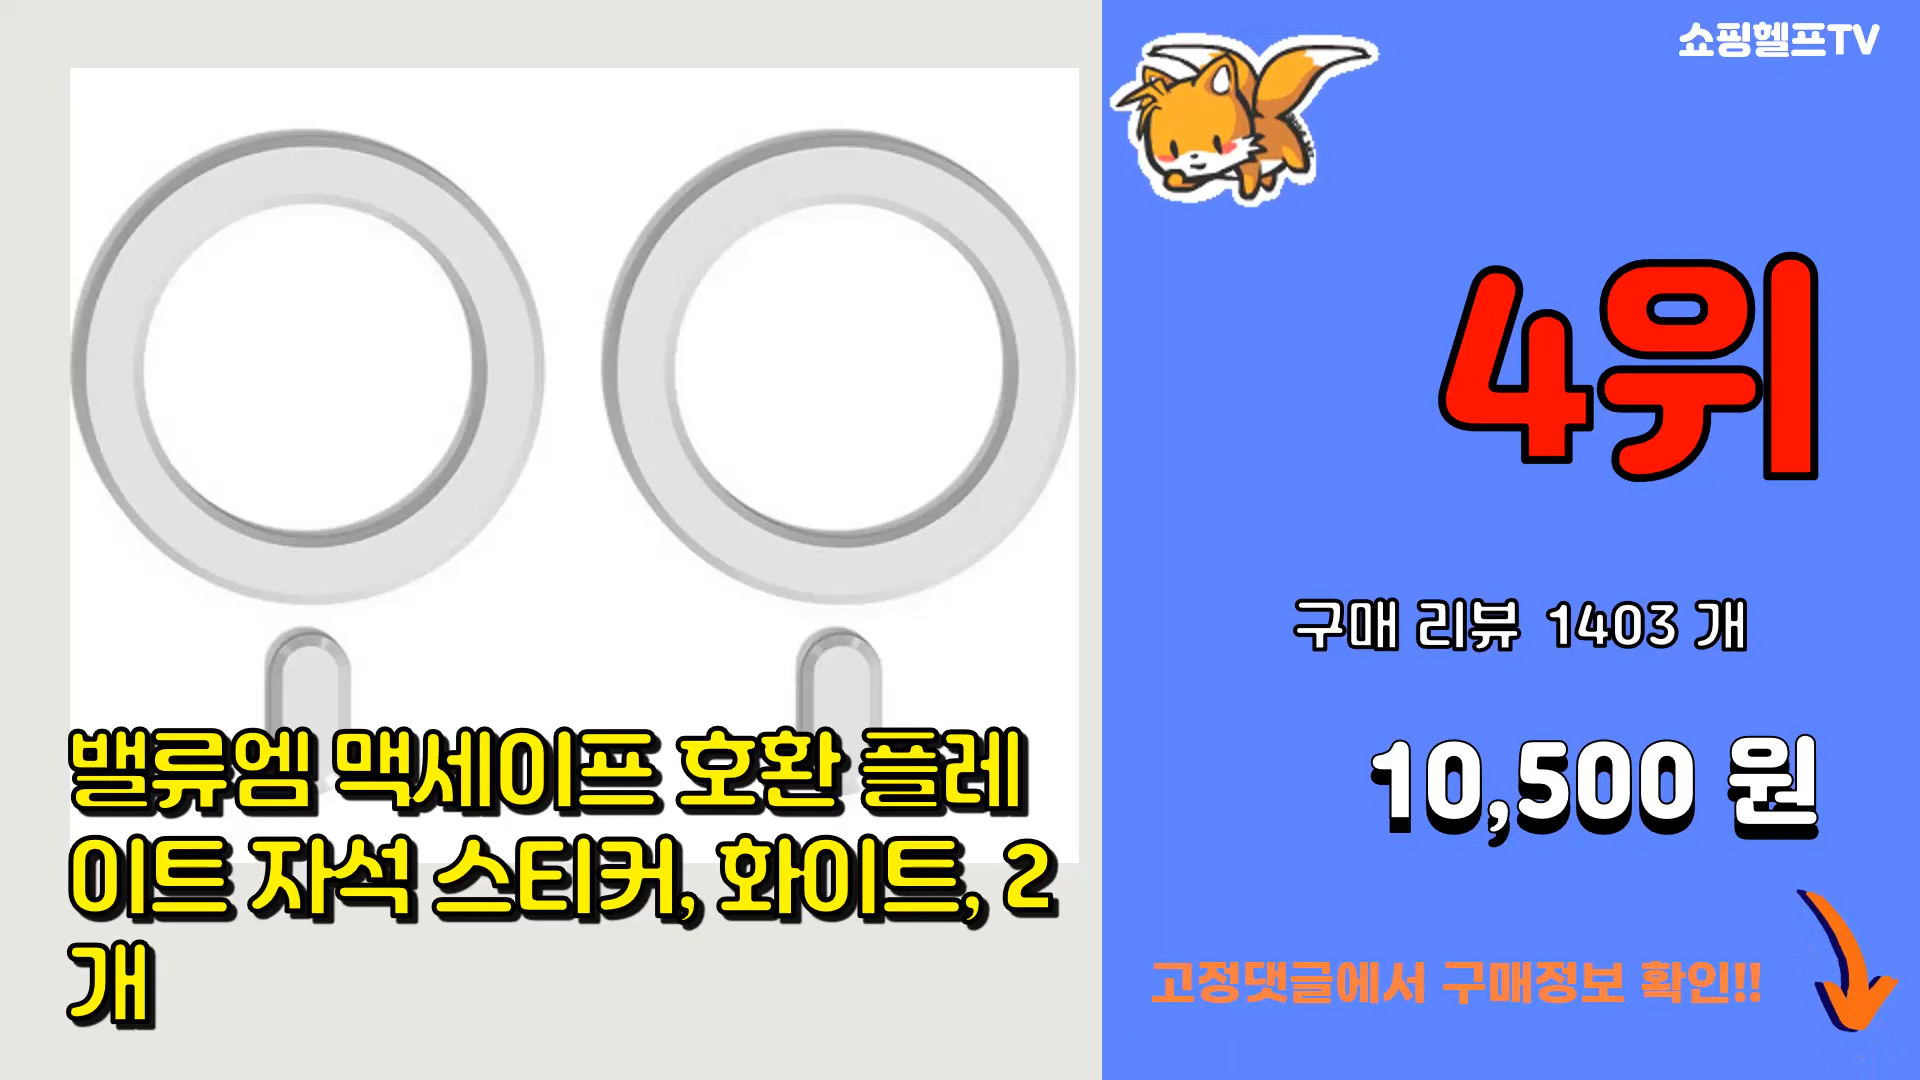 쇼핑헬프TV
4위
구매 리뷰 1403 개
10,500 원
밸류엠 맥세이프 호환 플레
이트 자석 스티커, 화이트, 2
개
고정댓글에서 구매정보 확인!!